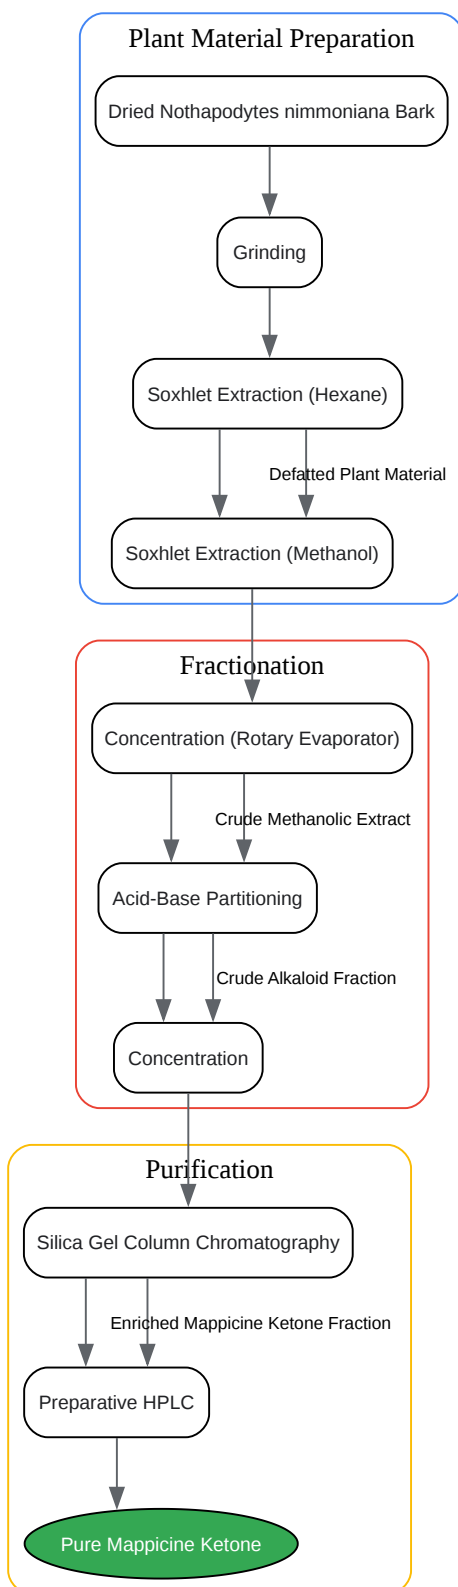 Plant Material Preparation
Dried Nothapodytes nimmoniana Bark
Grinding
Soxhlet Extraction (Hexane)
Defatted Plant Material
Soxhlet Extraction (Methanol)
Fractionation
Concentration (Rotary Evaporator)
Crude Methanolic Extract
Acid-Base Partitioning
Crude Alkaloid Fraction
Concentration
Purification
Silica Gel Column Chromatography
Enriched Mappicine Ketone Fraction
Preparative HPLC
Pure Mappicine Ketone